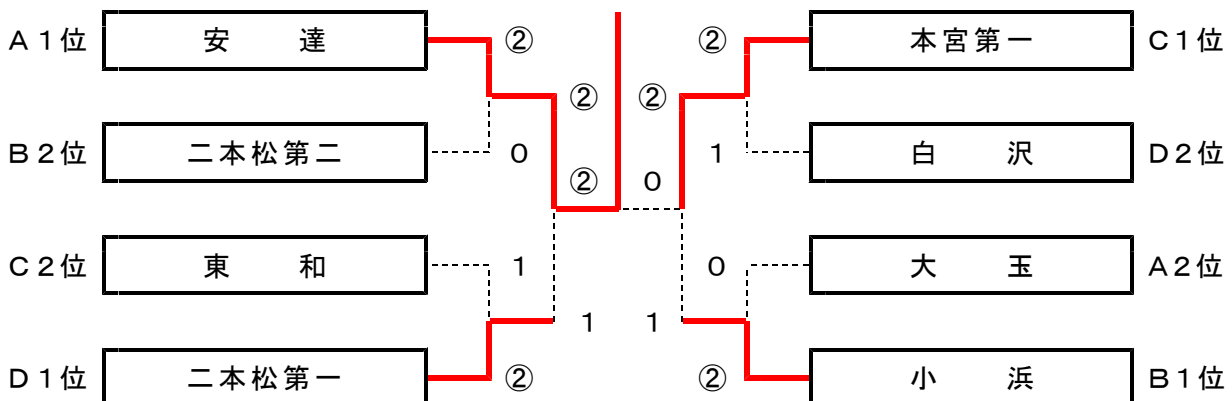 A1位 安　達 ② ② 本宮第一 C1位
② ②
B2位 二本松第二 0 1 白　沢 D2位
② 0
C2位 東　和 1 0 大　玉 A2位
1 1
D1位 二本松第一 ② ② 小　浜 B1位